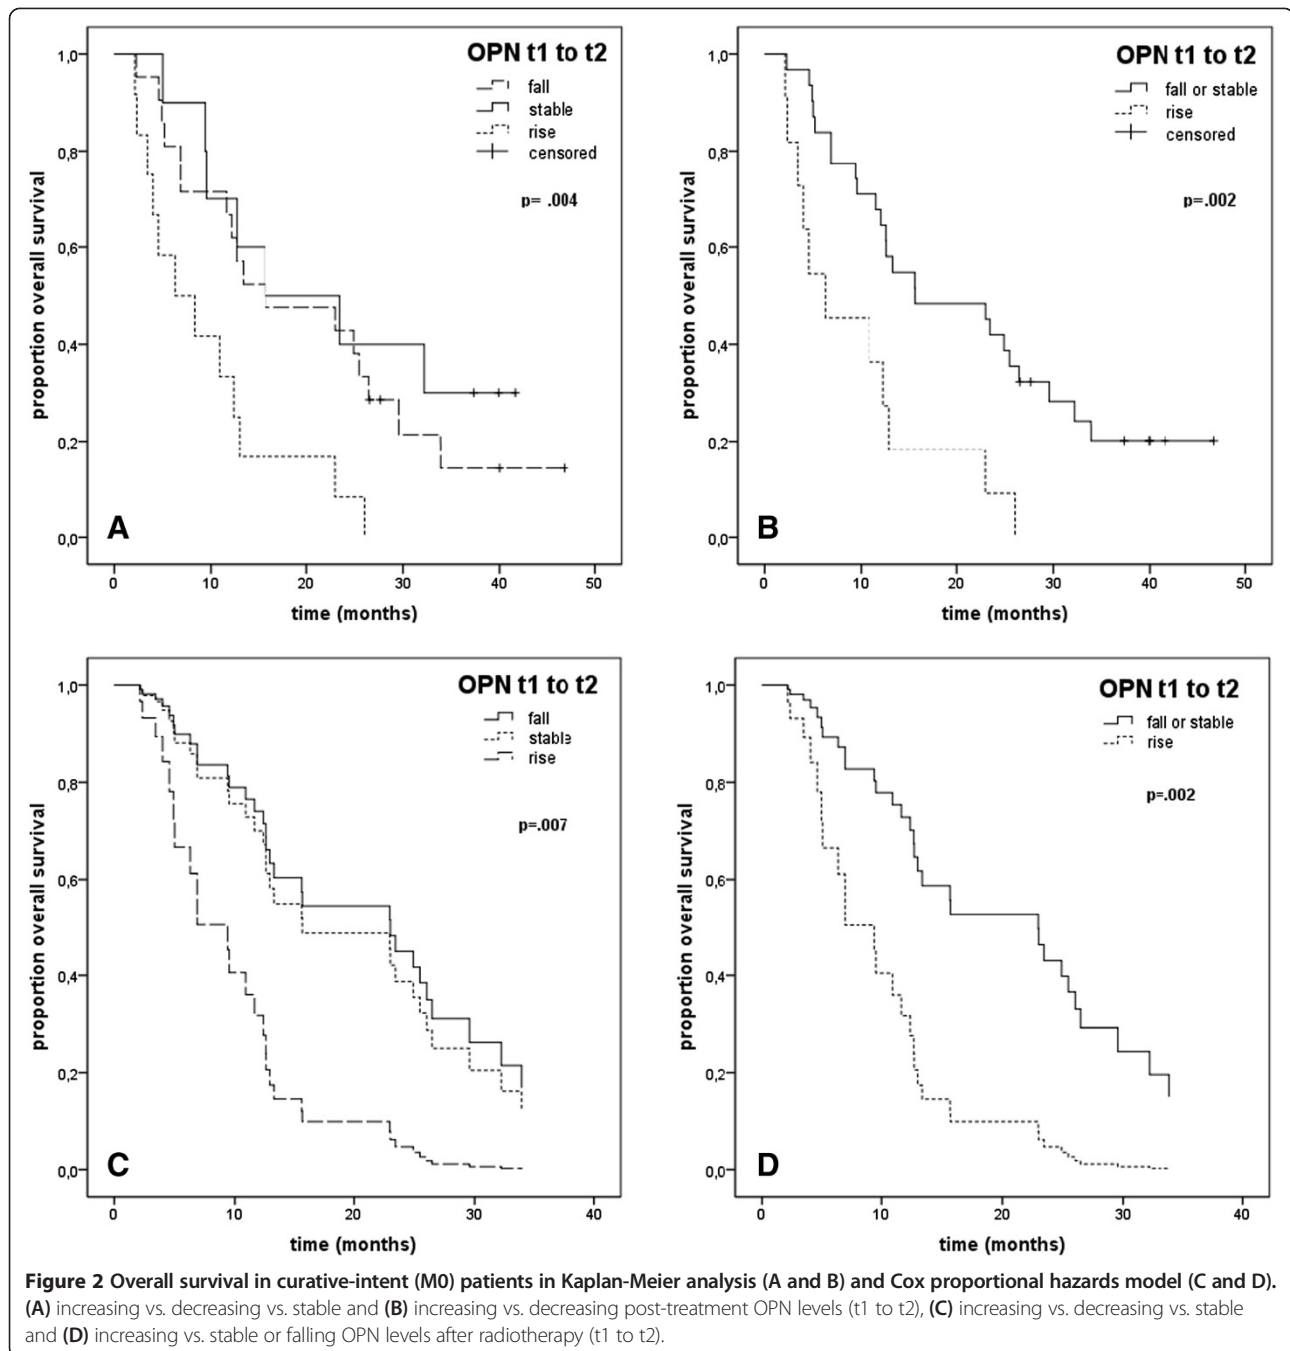 OPN t1 to t2
fall
stable
rise
censored
p= .004
1,0
0,8
0,6
0,4
0,2
0,0
proportion overall survival
A
0 10 20 30 40 50
time (months)
OPN t1 to t2
fall or stable
rise
censored
p=.002
1,0
0,8
0,6
0,4
0,2
0,0
proportion overall survival
B
0 10 20 30 40 50
time (months)
OPN t1 to t2
fall
stable
rise
p=.007
1,0
0,8
0,6
0,4
0,2
0,0
proportion overall survival
C
0 10 20 30 40
time (months)
OPN t1 to t2
fall or stable
rise
p=.002
1,0
0,8
0,6
0,4
0,2
0,0
proportion overall survival
D
0 10 20 30 40
time (months)
Figure 2 Overall survival in curative-intent (M0) patients in Kaplan-Meier analysis (A and B) and Cox proportional hazards model (C and D).
(A) increasing vs. decreasing vs. stable and (B) increasing vs. decreasing post-treatment OPN levels (t1 to t2), (C) increasing vs. decreasing vs. stable
and (D) increasing vs. stable or falling OPN levels after radiotherapy (t1 to t2).